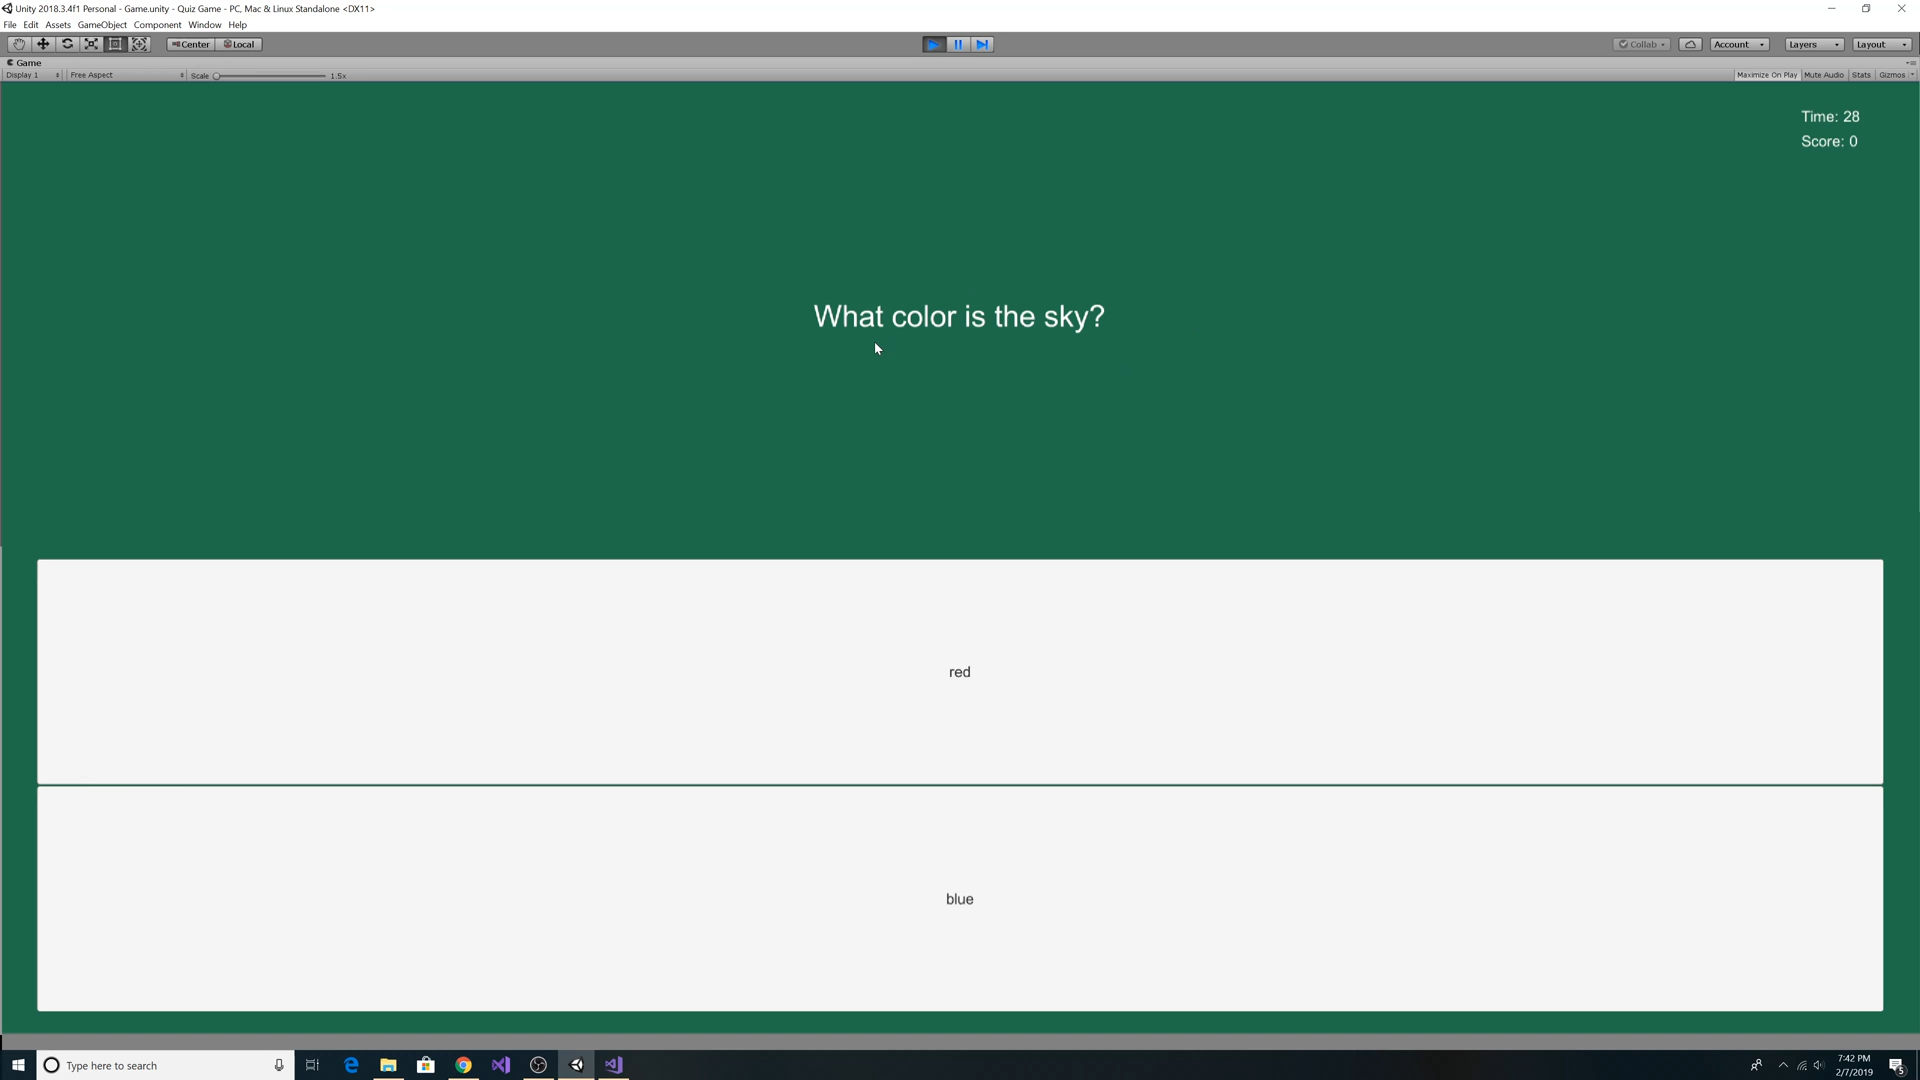 Unity 2018.3.4f1 Personal - Game.unity - Quiz Game - PC, Mac & Linux Standalone <DX11>
File Edit Assets GameObject Component Window Help
Center Local Collab Account Layers Layout
Game
Display 1 Free Aspect Scale 1.5x Maximize On Play Mute Audio Stats Gizmos
Time: 28
Score: 0
What color is the sky?
red
blue
Type here to search
7:42 PM
2/7/2019
5